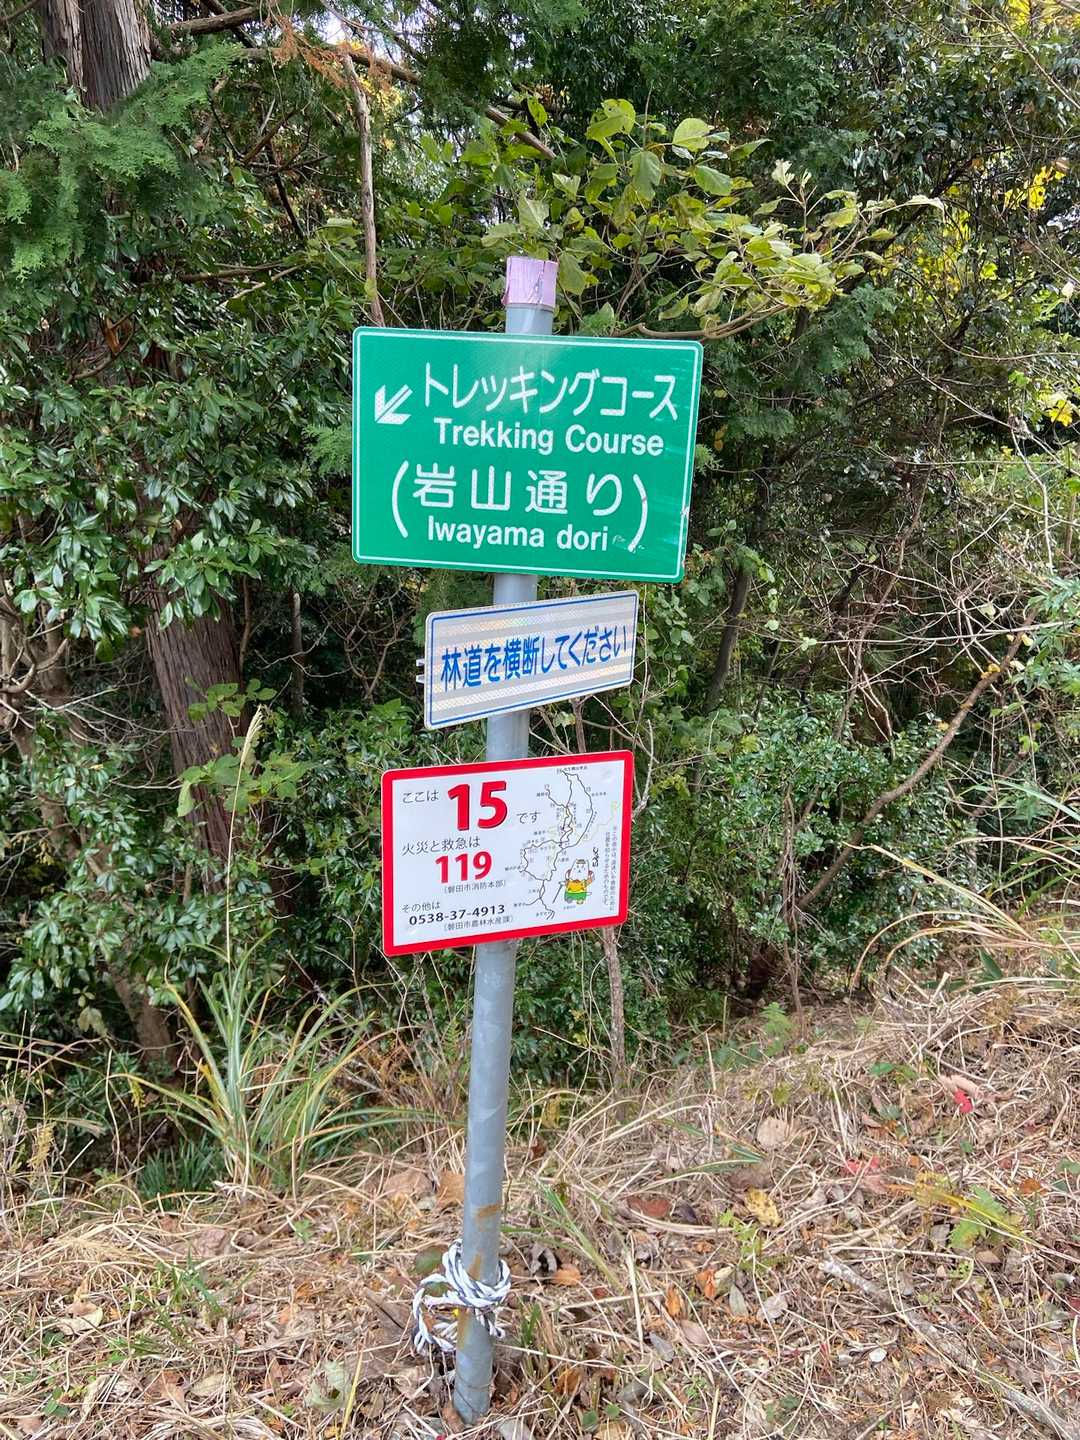 トレッキングコース
Trekking Course
(岩山通り)
Iwayama dori
林道を横断してください
ここは 15 です
火災と救急は
119
(磐田市消防本部)
その他は
0538-37-4913
(磐田市農林水産課)